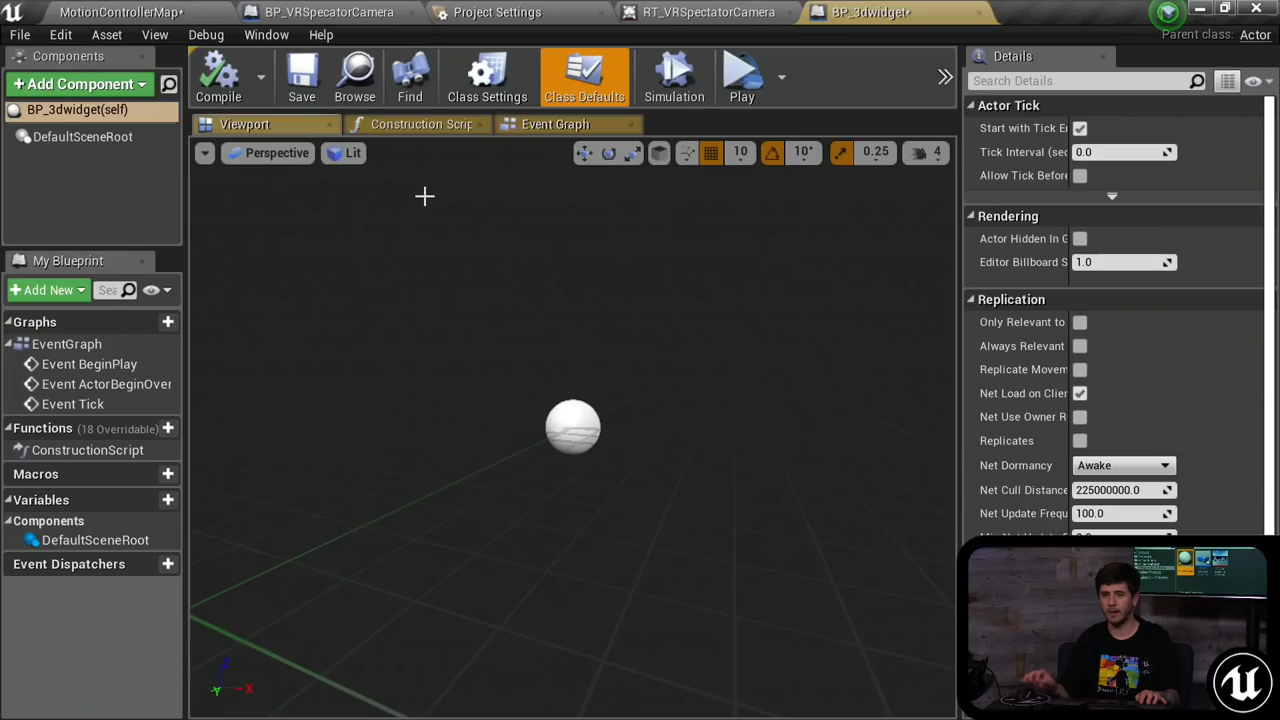 MotionControllerMap*
BP_VRSpecatorCamera
Project Settings
RT_VRSpectatorCamera
BP_3dwidget*
File
Edit
Asset
View
Debug
Window
Help
Parent class: Actor
Components
+ Add Component
BP_3dwidget(self)
DefaultSceneRoot
Compile
Save
Browse
Find
Class Settings
Class Defaults
Simulation
Play
Viewport
Construction Scrip
Event Graph
Perspective
Lit
10
10°
0.25
4
My Blueprint
+ Add New
Sea
Graphs
EventGraph
Event BeginPlay
Event ActorBeginOver
Event Tick
Functions (18 Overridable)
ConstructionScript
Macros
Variables
Components
DefaultSceneRoot
Event Dispatchers
Z
Y
X
Details
Search Details
Actor Tick
Start with Tick E
Tick Interval (sec
0.0
Allow Tick Before
Rendering
Actor Hidden In G
Editor Billboard S
1.0
Replication
Only Relevant to
Always Relevant
Replicate Movem
Net Load on Clien
Net Use Owner R
Replicates
Net Dormancy
Awake
Net Cull Distance
225000000.0
Net Update Frequ
100.0